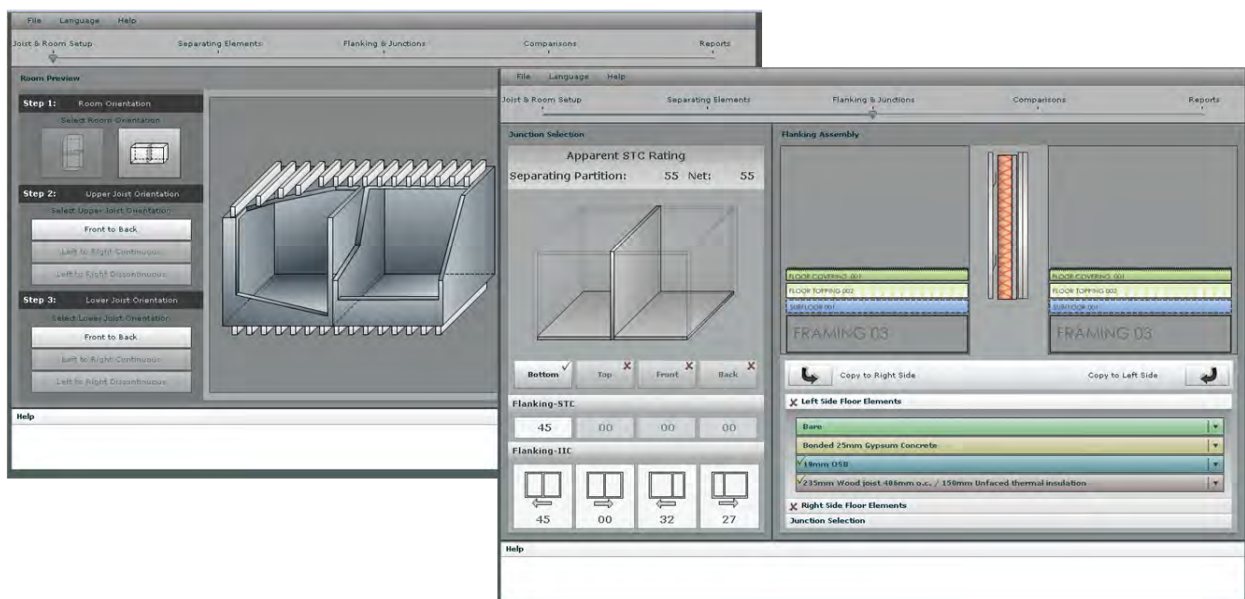 File Language Help
Joist & Room Setup Separating Elements Flanking & Junctions Comparisons Reports
Room Preview
Step 1: Room Orientation
Select Room Orientation
Step 2: Upper Joist Orientation
Select Upper Joist Orientation
Front to Back
Left to Right Continuous
Left to Right Discontinuous
Step 3: Lower Joist Orientation
Select Lower Joist Orientation
Front to Back
Left to Right Continuous
Left to Right Discontinuous
Help
File Language Help
Joist & Room Setup Separating Elements Flanking & Junctions Comparisons Reports
Junction Selection
Apparent STC Rating
Separating Partition: 55 Net: 55
Bottom Top Front Back
Flanking-STC
45 00 00 00
Flanking-IIC
45 00 32 27
Flanking Assembly
FLOOR COVERING 001 FLOOR COVERING 001
FLOOR TOPPING 002 FLOOR TOPPING 002
SUBFLOOR 001 SUBFLOOR 001
FRAMING 03 FRAMING 03
Copy to Right Side Copy to Left Side
Left Side Floor Elements
Bare
Bonded 25mm Gypsum Concrete
18mm OSB
235mm Wood joist 406mm o.c. / 150mm Unfaced thermal insulation
Right Side Floor Elements
Junction Selection
Help